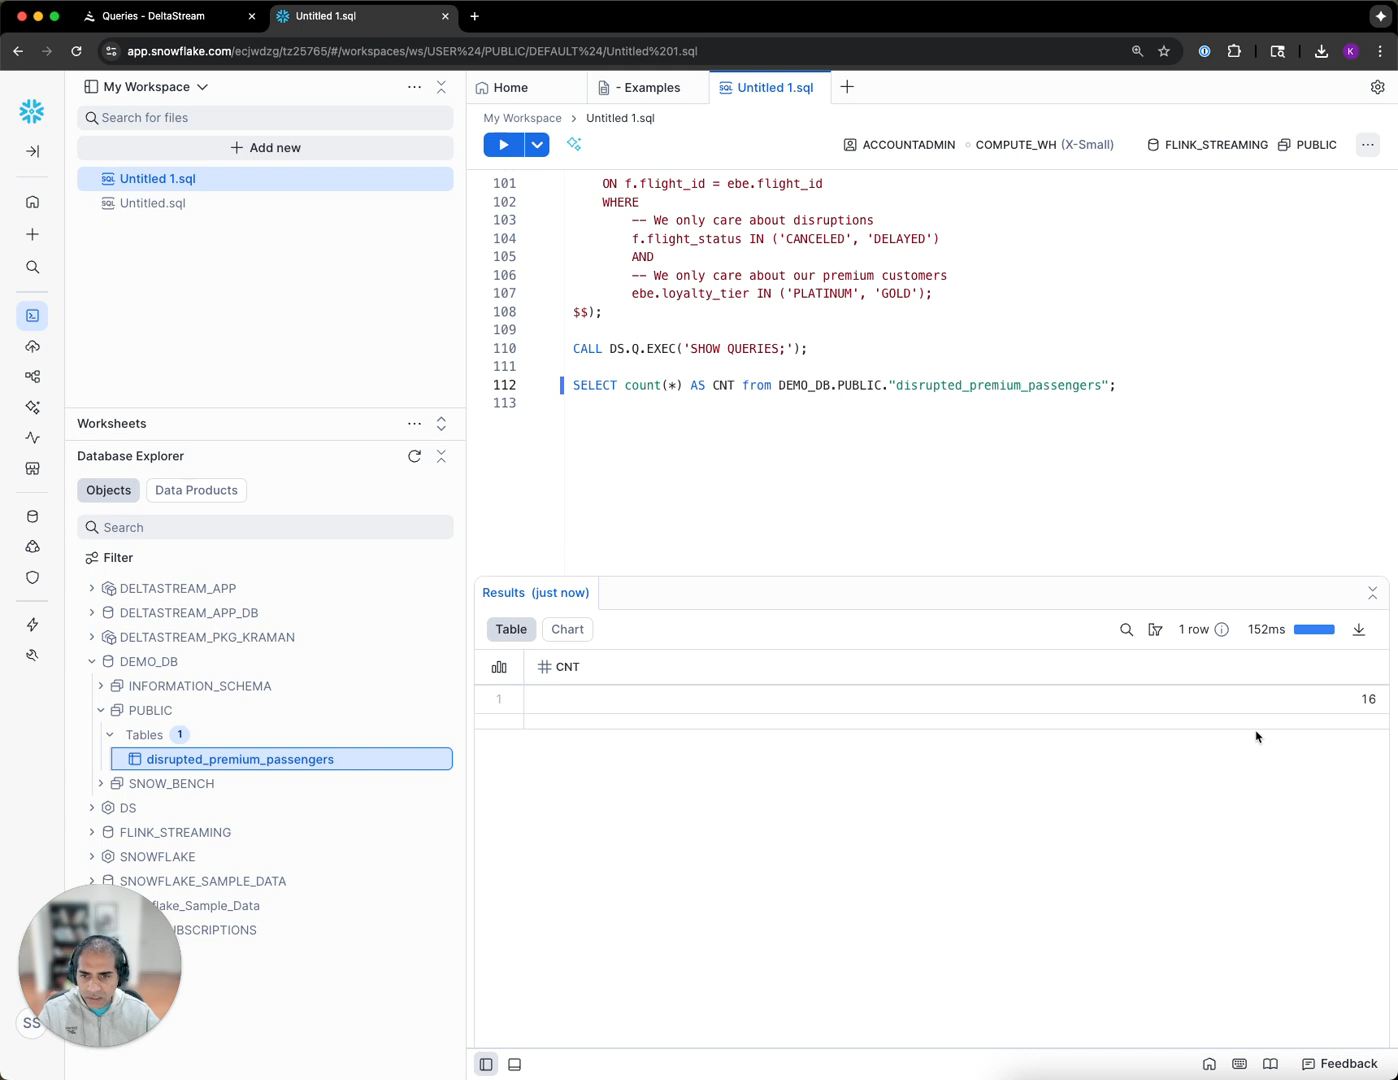 Queries - DeltaStream
Untitled 1.sql
app.snowflake.com/ecjwdzg/tz25765/#/workspaces/ws/USER%24/PUBLIC/DEFAULT%24/Untitled%201.sql
K
My Workspace
Search for files
Add new
Untitled 1.sql
Untitled.sql
Worksheets
Database Explorer
Objects
Data Products
Search
Filter
DELTASTREAM_APP
DELTASTREAM_APP_DB
DELTASTREAM_PKG_KRAMAN
DEMO_DB
INFORMATION_SCHEMA
PUBLIC
Tables 1
disrupted_premium_passengers
SNOW_BENCH
DS
FLINK_STREAMING
SNOWFLAKE
SNOWFLAKE_SAMPLE_DATA
flake_Sample_Data
BSCRIPTIONS
SS
Home
- Examples
Untitled 1.sql
My Workspace > Untitled 1.sql
ACCOUNTADMIN COMPUTE_WH (X-Small) FLINK_STREAMING PUBLIC
101 ON f.flight_id = ebe.flight_id
102 WHERE
103 -- We only care about disruptions
104 f.flight_status IN ('CANCELED', 'DELAYED')
105 AND
106 -- We only care about our premium customers
107 ebe.loyalty_tier IN ('PLATINUM', 'GOLD');
108 $$);
109
110 CALL DS.Q.EXEC('SHOW QUERIES;');
111
112 SELECT count(*) AS CNT from DEMO_DB.PUBLIC."disrupted_premium_passengers";
113
Results (just now)
Table
Chart
1 row
152ms
CNT
1 16
Feedback